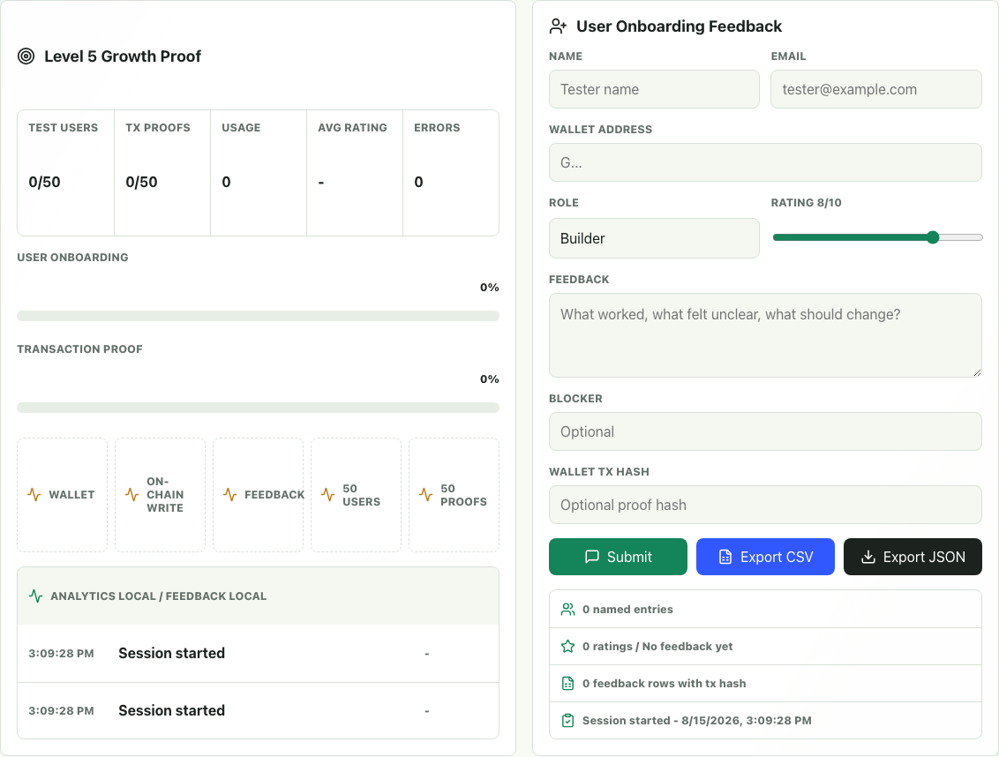 Level 5 Growth Proof
TEST USERS
TX PROOFS
USAGE
AVG RATING
ERRORS
0/50
0/50
0
-
0
USER ONBOARDING
0%
TRANSACTION PROOF
0%
WALLET
ON-
CHAIN
WRITE
FEEDBACK
50
USERS
50
PROOFS
ANALYTICS LOCAL / FEEDBACK LOCAL
3:09:28 PM Session started -
3:09:28 PM Session started -
User Onboarding Feedback
NAME
EMAIL
Tester name
tester@example.com
WALLET ADDRESS
G...
ROLE
RATING 8/10
Builder
FEEDBACK
What worked, what felt unclear, what should change?
BLOCKER
Optional
WALLET TX HASH
Optional proof hash
Submit
Export CSV
Export JSON
0 named entries
0 ratings / No feedback yet
0 feedback rows with tx hash
Session started - 8/15/2026, 3:09:28 PM